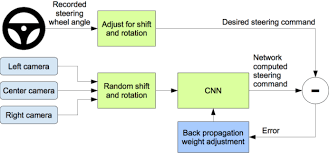 Recorded
steering
wheel angle
Adjust for shift
and rotation
Desired steering command
Left camera
Center camera
Right camera
Random shift
and rotation
CNN
Network
computed
steering
command
-
Back propagation
weight adjustment
Error